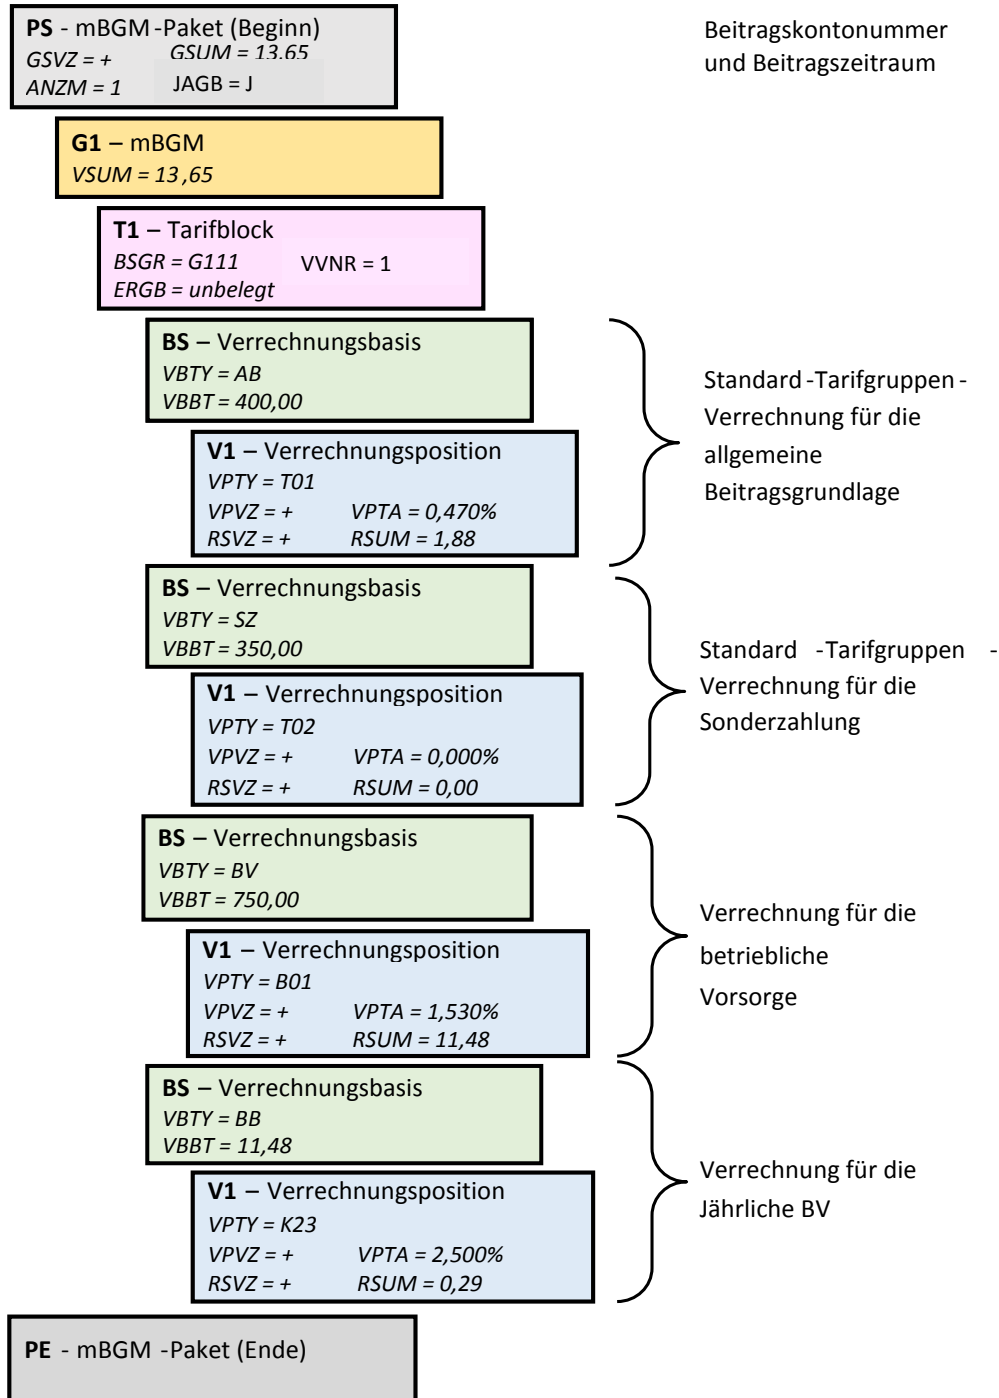 PS - mBGM -Paket (Beginn)
GSVZ = + GSUM = 13,65
ANZM = 1 JAGB = J
Beitragskontonummer
und Beitragszeitraum
G1 – mBGM
VSUM = 13 ,65
T1 – Tarifblock
BSGR = G111 VVNR = 1
ERGB = unbelegt
BS – Verrechnungsbasis
VBTY = AB
VBBT = 400,00
V1 – Verrechnungsposition
VPTY = T01
VPVZ = + VPTA = 0,470%
RSVZ = + RSUM = 1,88
Standard -Tarifgruppen -
Verrechnung für die
allgemeine
Beitragsgrundlage
BS – Verrechnungsbasis
VBTY = SZ
VBBT = 350,00
V1 – Verrechnungsposition
VPTY = T02
VPVZ = + VPTA = 0,000%
RSVZ = + RSUM = 0,00
Standard -Tarifgruppen -
Verrechnung für die
Sonderzahlung
BS – Verrechnungsbasis
VBTY = BV
VBBT = 750,00
V1 – Verrechnungsposition
VPTY = B01
VPVZ = + VPTA = 1,530%
RSVZ = + RSUM = 11,48
Verrechnung für die
betriebliche
Vorsorge
BS – Verrechnungsbasis
VBTY = BB
VBBT = 11,48
V1 – Verrechnungsposition
VPTY = K23
VPVZ = + VPTA = 2,500%
RSVZ = + RSUM = 0,29
Verrechnung für die
Jährliche BV
PE - mBGM -Paket (Ende)